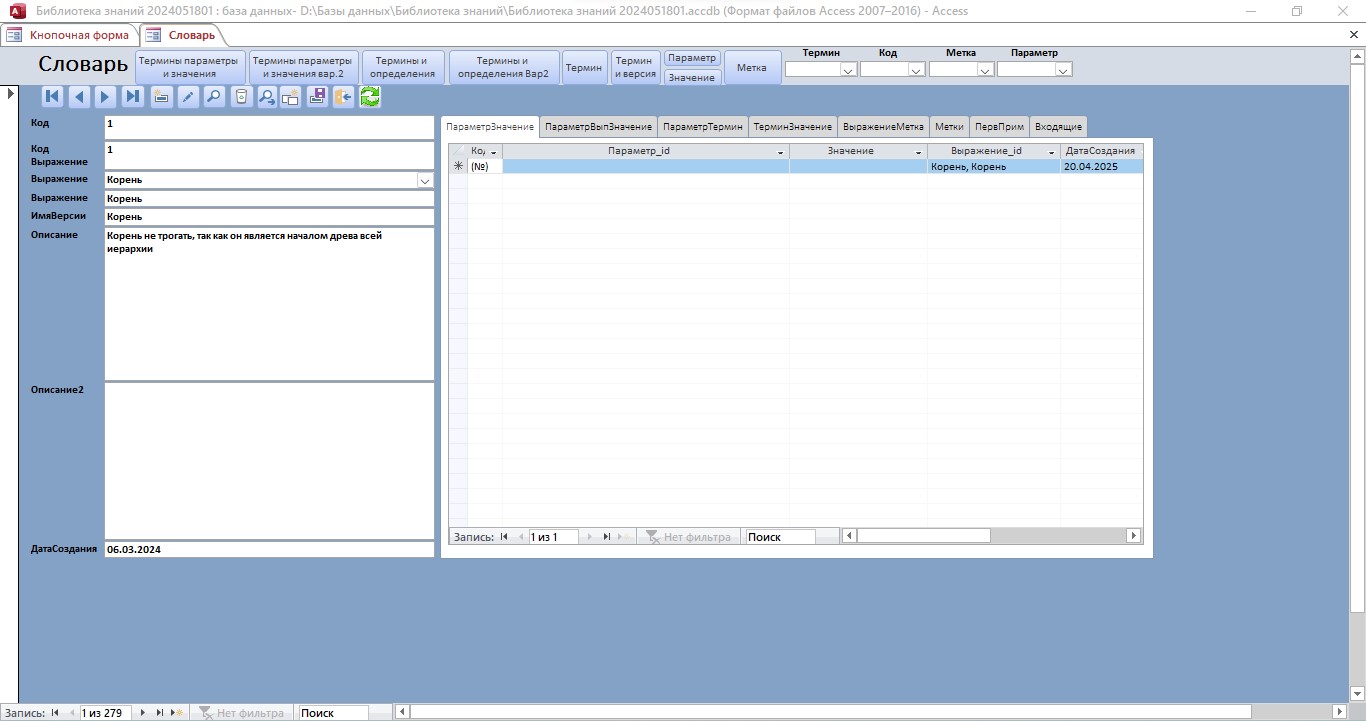 Библиотека знаний 2024051801 : база данных- D:\Базы данных\Библиотека знаний\Библиотека знаний 2024051801.accdb (Формат файлов Access 2007–2016) - Access
Кнопочная форма
Словарь
Словарь
Термины параметры
и значения
Термины параметры
и значения вар.2
Термины и
определения
Термины и
определения Вар2
Термин
Термин
и версия
Параметр
Значение
Метка
Термин
Код
Метка
Параметр
Код
1
Код
Выражение
1
Выражение
Корень
Выражение
Корень
ИмяВерсии
Корень
Описание
Корень не трогать, так как он является началом древа всей
иерархии
Описание2
ДатаСоздания
06.03.2024
ПараметрЗначение
ПараметрВыпЗначение
ПараметрТермин
ТерминЗначение
ВыражениеМетка
Метки
ПервПрим
Входящие
Ко
Параметр_id
Значение
Выражение_id
ДатаСоздания
(№)
Корень, Корень
20.04.2025
Запись:
1 из 1
Нет фильтра
Поиск
Запись:
1 из 279
Нет фильтра
Поиск